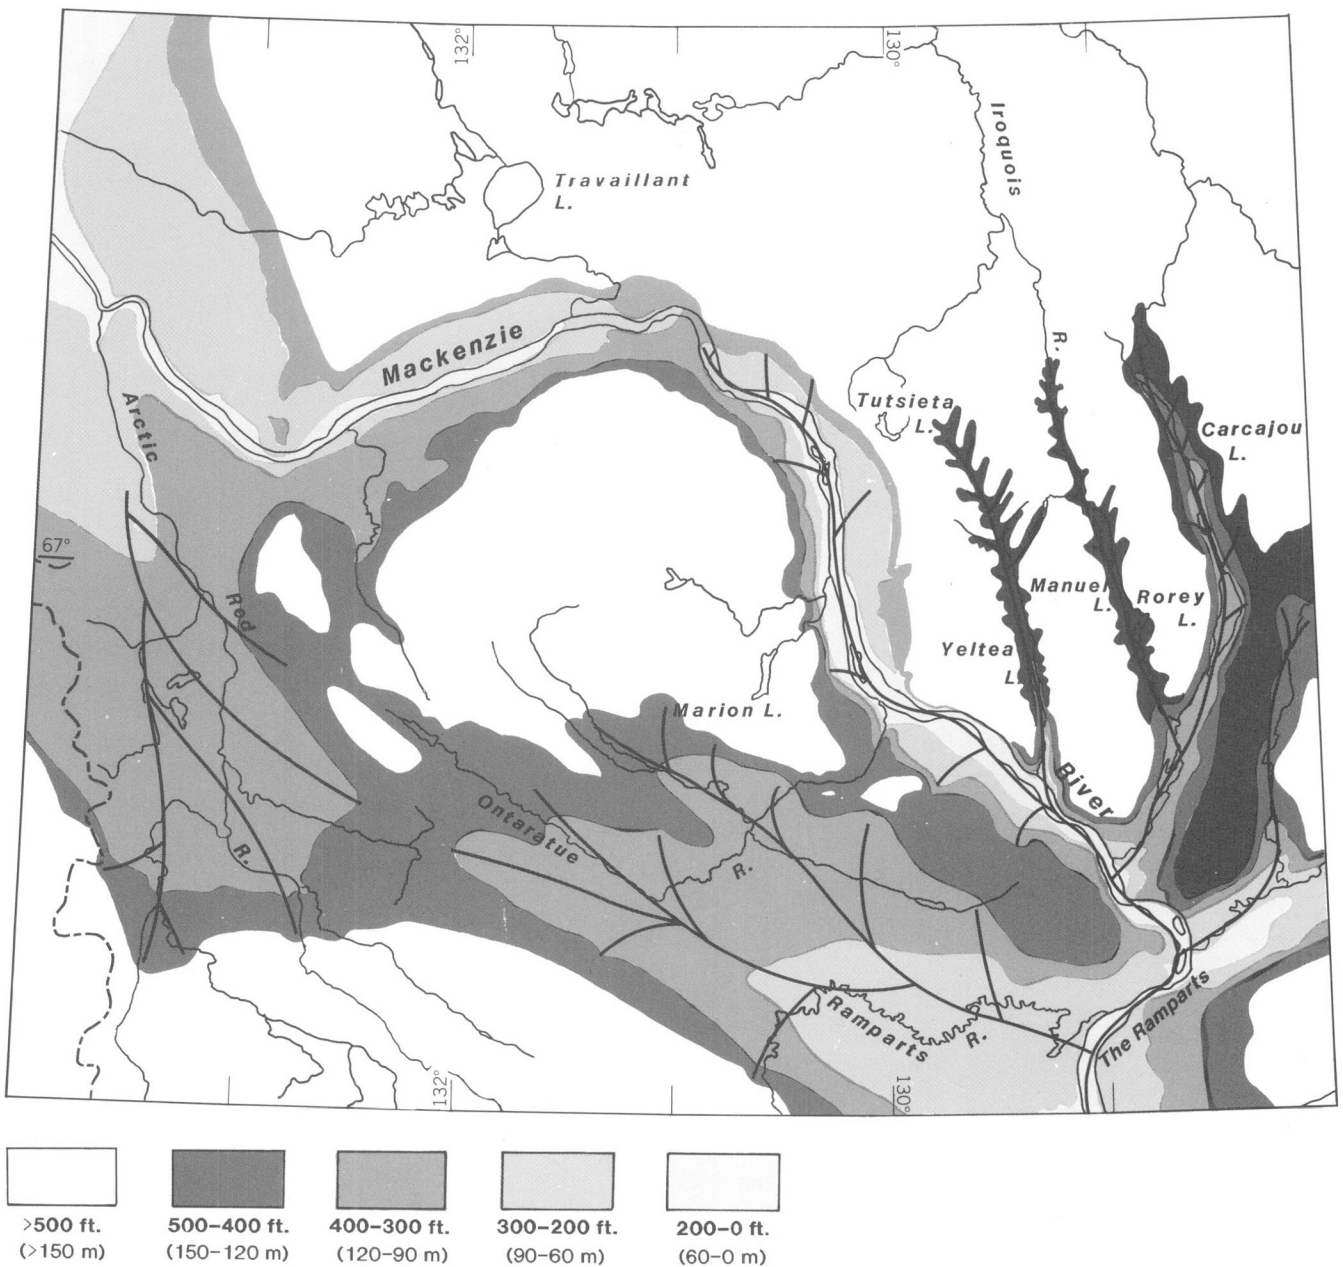 132°
130°
Iroquois
Travaillant
L.
R.
Mackenzie
Arctic
Tutsieta
L.
Carcajou
L.
67°
Red
Manuel
L.
Rorey
L.
Yeltea
L.
Marion L.
River
Ontaratue
R.
R.
Ramparts
R.
The Ramparts
132°
130°
>500 ft.
(>150 m)
500-400 ft.
(150-120 m)
400-300 ft.
(120-90 m)
300-200 ft.
(90-60 m)
200-0 ft.
(60-0 m)